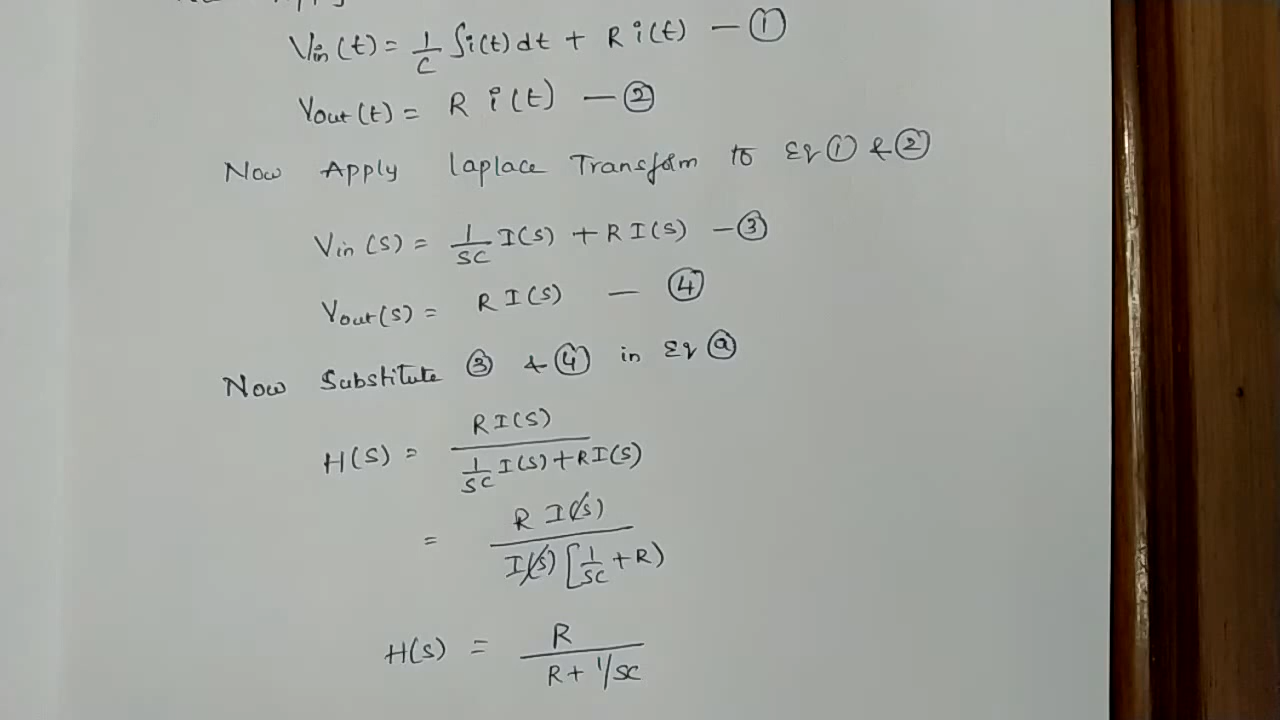 Vin(t) = 1/C ∫i(t) dt + R i(t) — ①
Vout(t) = R i(t) — ②
Now Apply laplace Transform to Eq ① & ②
Vin(s) = 1/SC I(s) + R I(s) — ③
Vout(s) = R I(s) — ④
Now Substitute ③ & ④ in Eq ⓐ
H(s) = R I(s) / 1/SC I(s) + R I(s)
= R I(s) / I(s) [1/SC + R)
H(s) = R / R + 1/SC